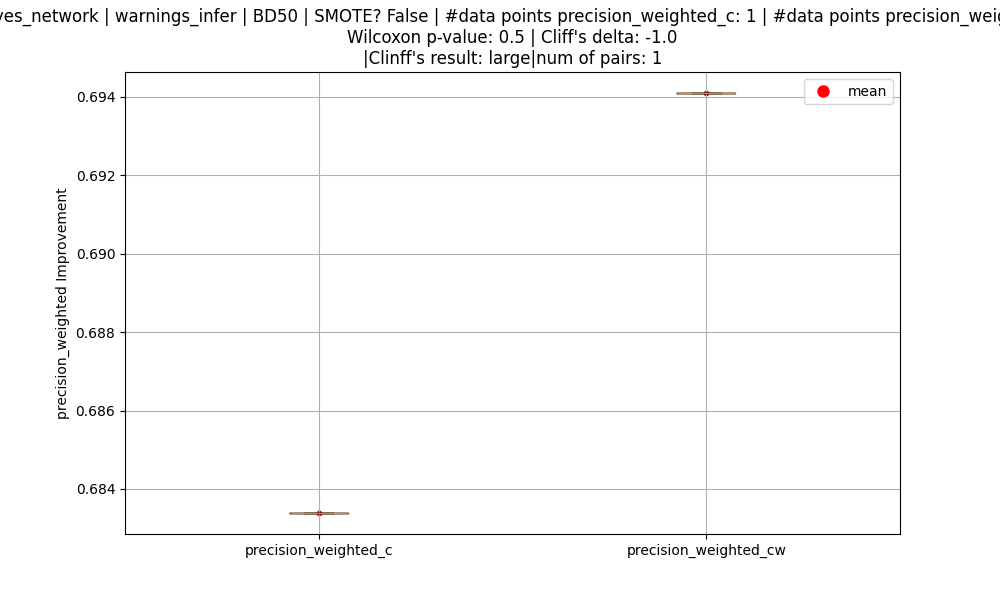 | warnings_infer | BD50 | SMOTE? False | #data points precision_weighted_c: 1 | #data points
Wilcoxon p-value: 0.5 | Cliff's delta: -1.0
|Clinff's result: large|num of pairs: 1
mean
0.694
0.692
0.690
0.688
0.686
0.684
precision_weighted Improvement
precision_weighted_c
precision_weighted_cw